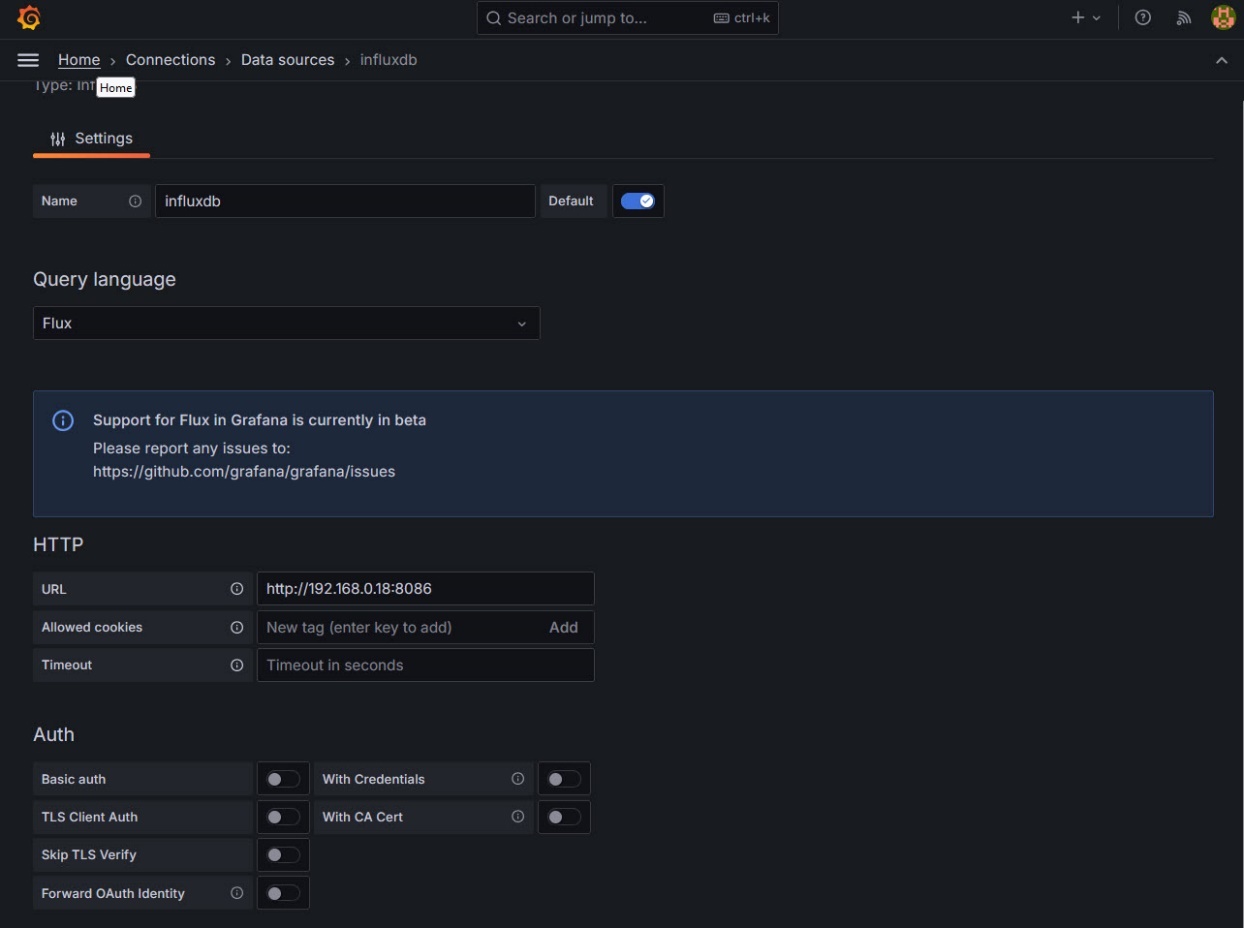 Search or jump to... ctrl+k
Home › Connections › Data sources › influxdb
Type: Inf
Home
Settings
Name influxdb Default
Query language
Flux
Support for Flux in Grafana is currently in beta
Please report any issues to:
https://github.com/grafana/grafana/issues
HTTP
URL http://192.168.0.18:8086
Allowed cookies New tag (enter key to add) Add
Timeout Timeout in seconds
Auth
Basic auth With Credentials
TLS Client Auth With CA Cert
Skip TLS Verify
Forward OAuth Identity